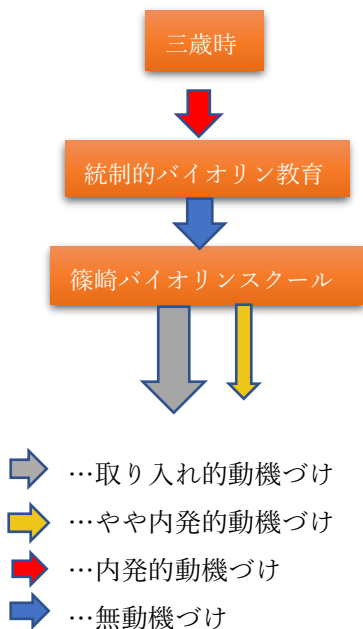 三歳時
統制的バイオリン教育
篠崎バイオリンスクール
…取り入れ的動機づけ
…やや内発的動機づけ
…内発的動機づけ
…無動機づけ